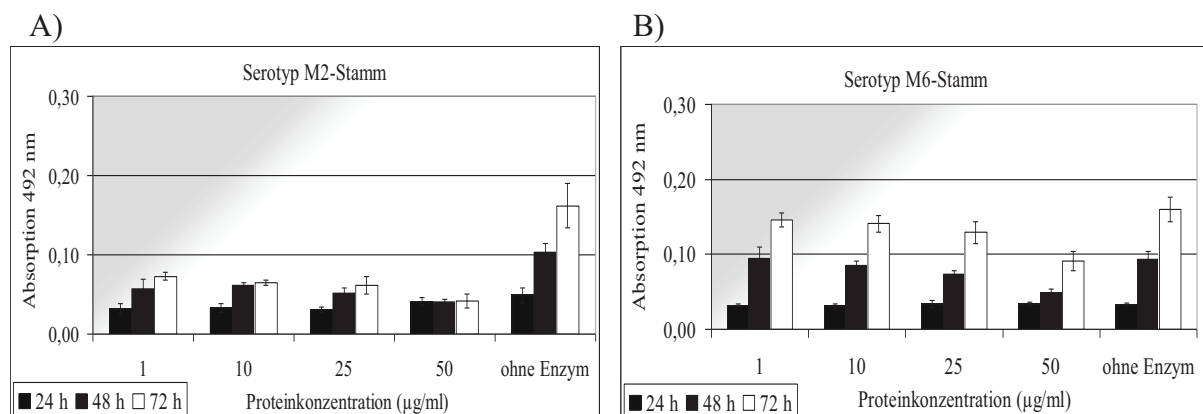 A)
Serotyp M2-Stamm
Absorption 492 nm
0,30
0,20
0,10
0,00
1 10 25 50 ohne Enzym
24 h 48 h 72 h
Proteinkonzentration (µg/ml)
B)
Serotyp M6-Stamm
Absorption 492 nm
0,30
0,20
0,10
0,00
1 10 25 50 ohne Enzym
24 h 48 h 72 h
Proteinkonzentration (µg/ml)